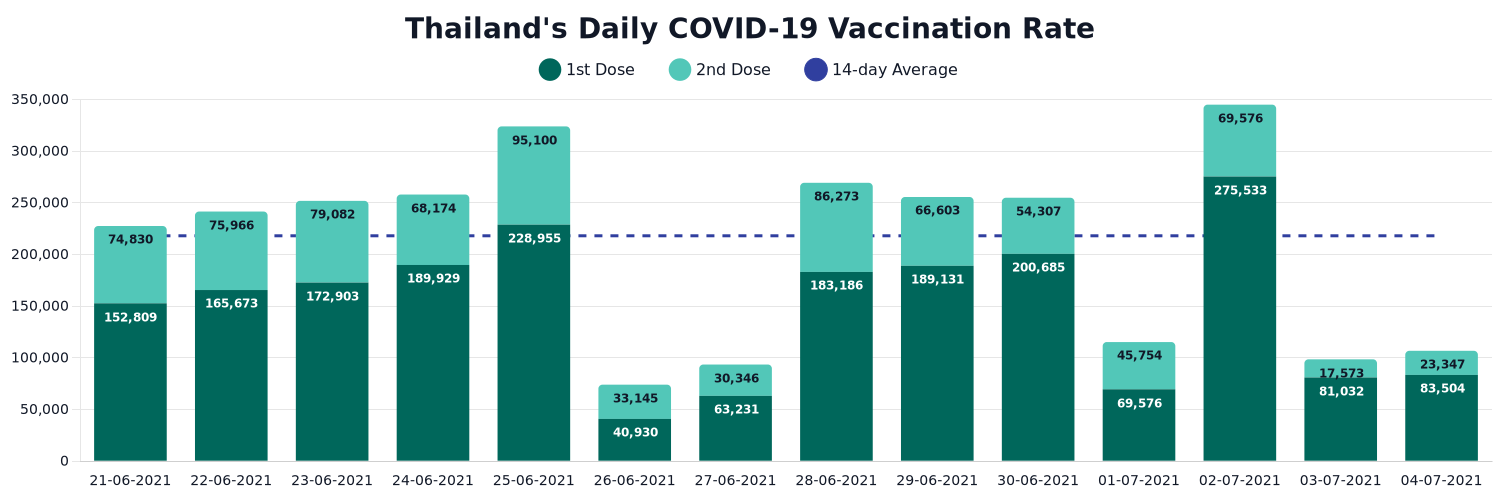 Thailand's Daily COVID-19 Vaccination Rate
1st Dose 2nd Dose 14-day Average
350,000
300,000
250,000
200,000
150,000
100,000
50,000
0
74,830 75,966 79,082 68,174 95,100 33,145 30,346 86,273 66,603 54,307 45,754 69,576 17,573 23,347
152,809 165,673 172,903 189,929 228,955 40,930 63,231 183,186 189,131 200,685 69,576 275,533 81,032 83,504
21-06-2021 22-06-2021 23-06-2021 24-06-2021 25-06-2021 26-06-2021 27-06-2021 28-06-2021 29-06-2021 30-06-2021 01-07-2021 02-07-2021 03-07-2021 04-07-2021